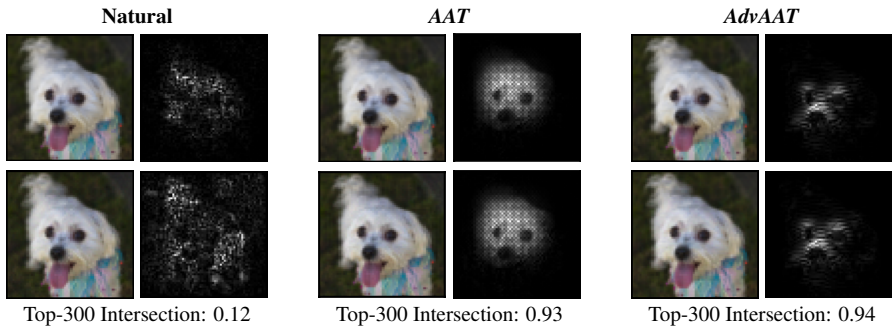 Natural
AAT
AdvAAT
Top-300 Intersection: 0.12
Top-300 Intersection: 0.93
Top-300 Intersection: 0.94